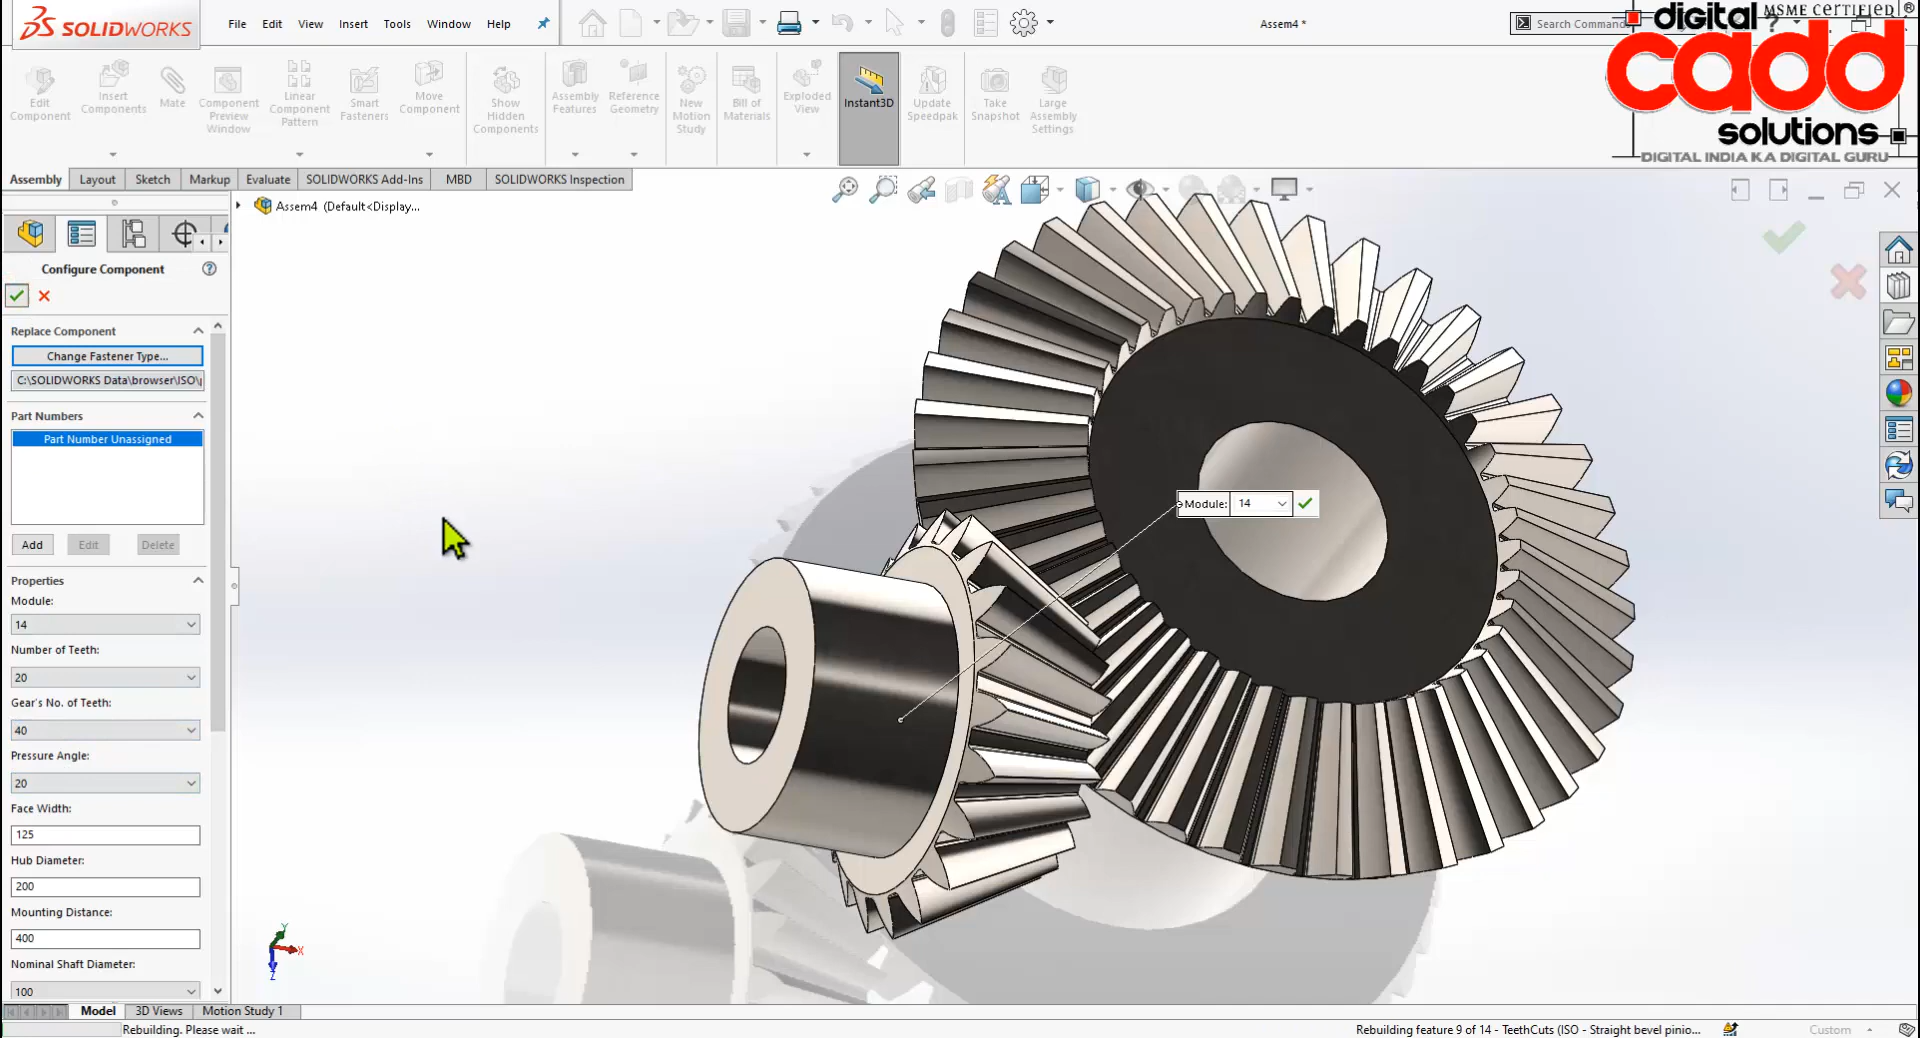 SOLIDWORKS
File Edit View Insert Tools Window Help
Assem4 *
Search Command
digital
MSME CERTIFIED
®
cadd
solutions
DIGITAL INDIA KA DIGITAL GURU
Edit Component
Insert Components
Mate
Component Preview Window
Linear Component Pattern
Smart Fasteners
Move Component
Show Hidden Components
Assembly Features
Reference Geometry
New Motion Study
Bill of Materials
Exploded View
Instant3D
Update Speedpak
Take Snapshot
Large Assembly Settings
Assembly Layout Sketch Markup Evaluate SOLIDWORKS Add-Ins MBD SOLIDWORKS Inspection
Assem4 (Default<Display...
Configure Component
Replace Component
Change Fastener Type...
C:\SOLIDWORKS Data\browser\ISO\
Part Numbers
Part Number Unassigned
Add Edit Delete
Properties
Module:
14
Number of Teeth:
20
Gear's No. of Teeth:
40
Pressure Angle:
20
Face Width:
125
Hub Diameter:
200
Mounting Distance:
400
Nominal Shaft Diameter:
100
Module: 14
Y
X
Z
Model 3D Views Motion Study 1
Rebuilding. Please wait ...
Rebuilding feature 9 of 14 - TeethCuts (ISO - Straight bevel pinio...
Custom